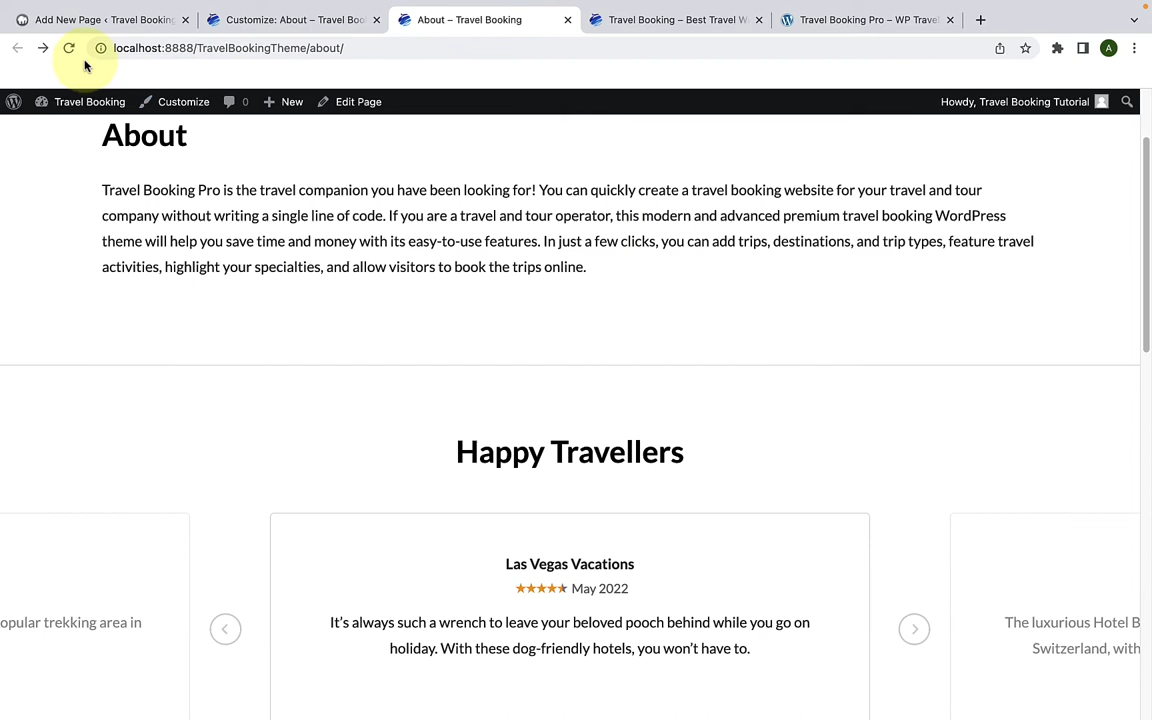 Add New Page ‹ Travel Booking
Customize: About – Travel Boo
About – Travel Booking
Travel Booking – Best Travel W
Travel Booking Pro – WP Travel
localhost:8888/TravelBookingTheme/about/
A
Travel Booking
Customize
0
New
Edit Page
Howdy, Travel Booking Tutorial
About
Travel Booking Pro is the travel companion you have been looking for! You can quickly create a travel booking website for your travel and tour
company without writing a single line of code. If you are a travel and tour operator, this modern and advanced premium travel booking WordPress
theme will help you save time and money with its easy-to-use features. In just a few clicks, you can add trips, destinations, and trip types, feature travel
activities, highlight your specialties, and allow visitors to book the trips online.
Happy Travellers
Las Vegas Vacations
May 2022
opular trekking area in
It's always such a wrench to leave your beloved pooch behind while you go on
holiday. With these dog-friendly hotels, you won't have to.
The luxurious Hotel B
Switzerland, with